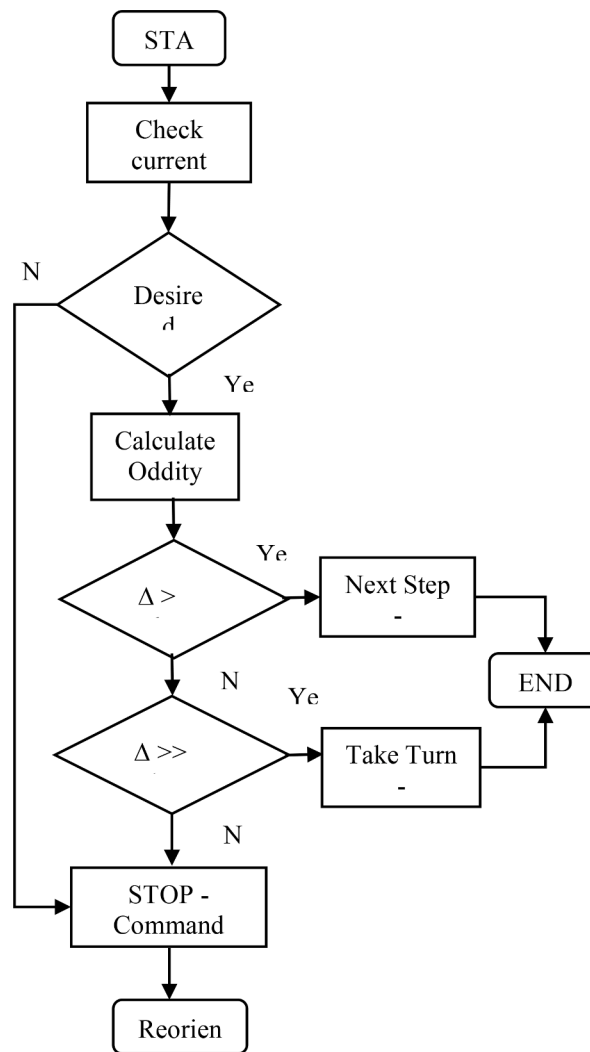 STA
Check
current
N
Desire
d
Ye
Calculate
Oddity
Ye
Δ >
Next Step
-
END
N
Ye
Δ >>
Take Turn
-
N
STOP -
Command
Reorien